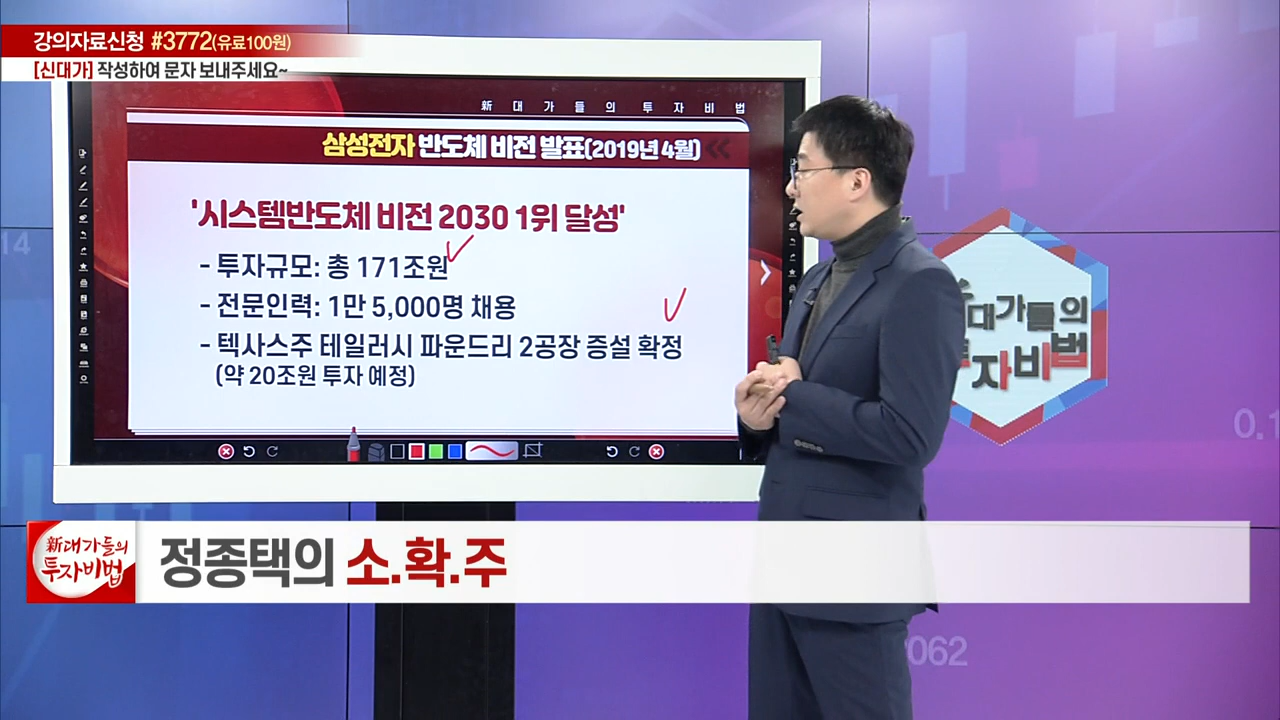 강의자료신청 #3772(유료100원)
[신대가] 작성하여 문자 보내주세요~
新 대 가 들 의 투 자 비 법
삼성전자 반도체 비전 발표(2019년 4월)
'시스템반도체 비전 2030 1위 달성'
- 투자규모: 총 171조원
- 전문인력: 1만 5,000명 채용
- 텍사스주 테일러시 파운드리 2공장 증설 확정
(약 20조원 투자 예정)
대가들의
투자비법
14
0.1
2062
新대가들의
투자비법
정종택의 소.확.주